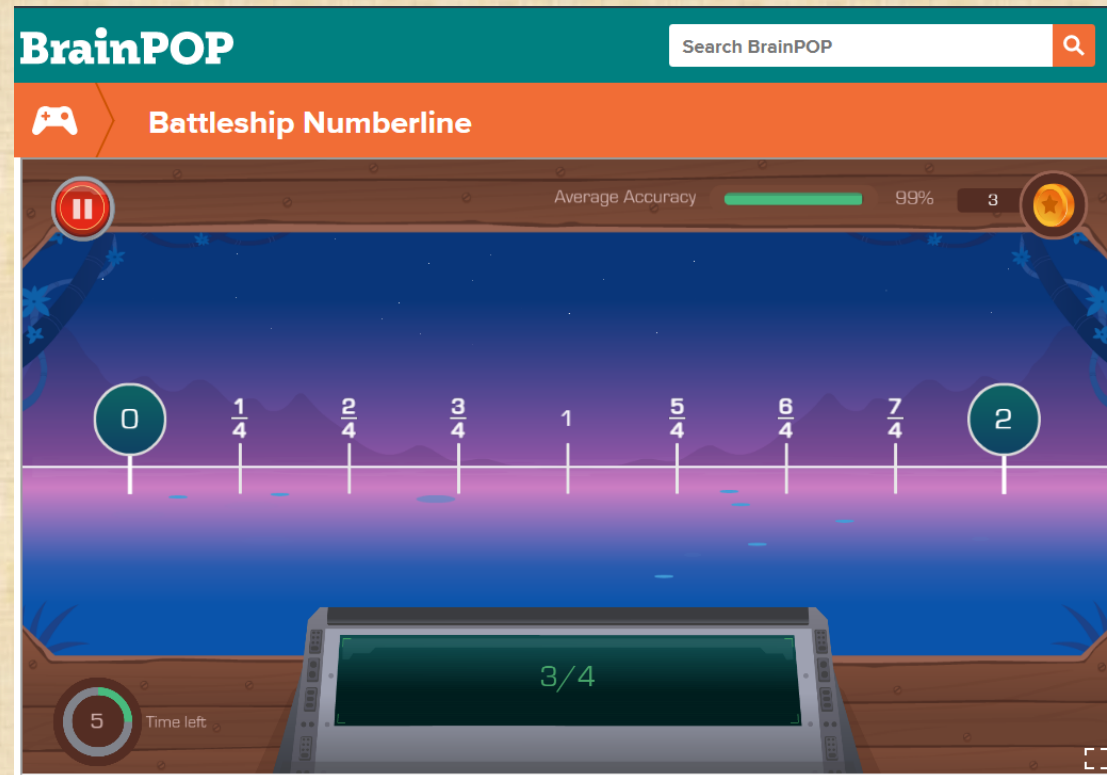 BrainPOP
Search BrainPOP
Battleship Numberline
Average Accuracy 99% 3
0 1/4 2/4 3/4 1 5/4 6/4 7/4 2
3/4
5 Time left